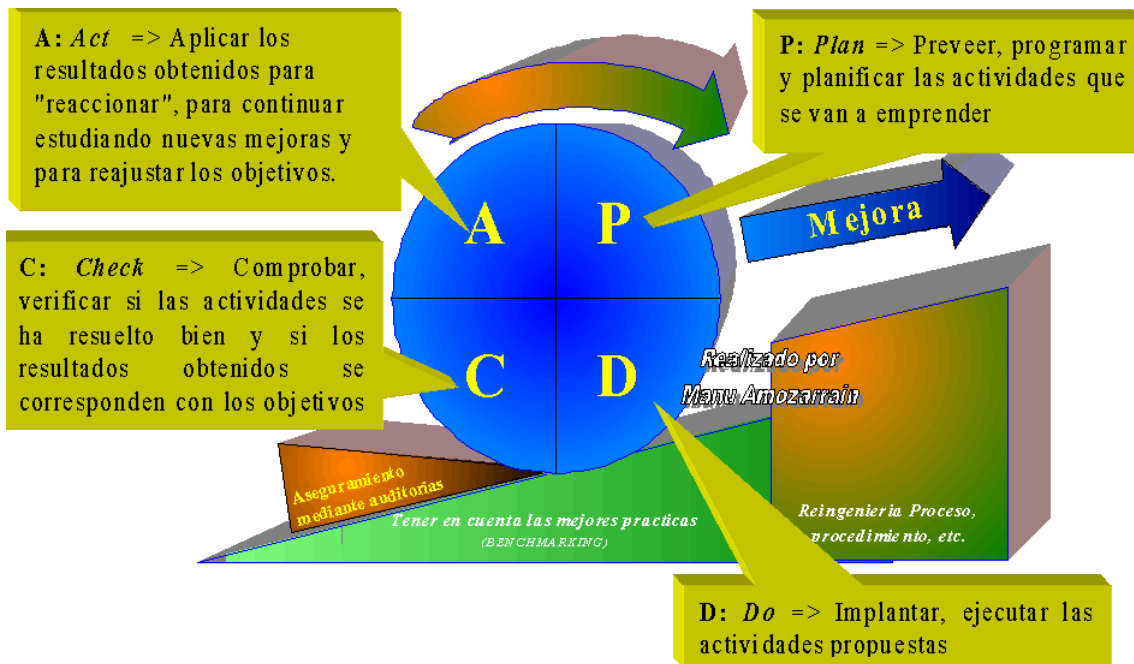 A: Act => Aplicar los
resultados obtenidos para
"reaccionar", para continuar
estudiando nuevas mejoras y
para reajustar los objetivos.
P: Plan => Preveer, programar
y planificar las actividades que
se van a emprender
A
P
Mejora
C: Check => Comprobar,
verificar si las actividades se
ha resuelto bien y si los
resultados obtenidos se
corresponden con los objetivos
C
D
Realizado por
Manu Amozarrain
Aseguramiento
mediante auditorias
Tener en cuenta las mejores practicas
(BENCHMARKING)
Reingenieria Proceso,
procedimiento, etc.
D: Do => Implantar, ejecutar las
actividades propuestas